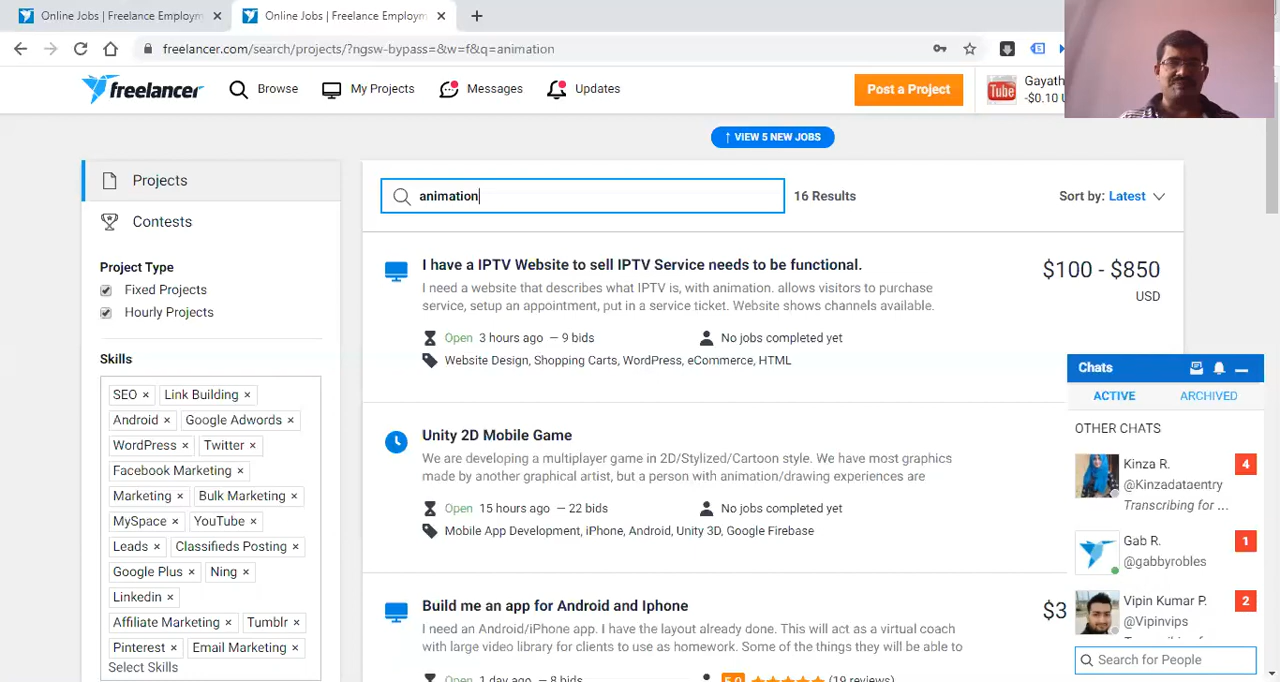 Online Jobs | Freelance Employm
Online Jobs | Freelance Employm
freelancer.com/search/projects/?ngsw-bypass=&w=f&q=animation
freelancer
My Projects
Messages
Updates
Post a Project
Tube
-$0.10
↑ VIEW 5 NEW JOBS
Projects
Contests
Project Type
Fixed Projects
Hourly Projects
Skills
SEO × Link Building ×
Android × Google Adwords ×
WordPress × Twitter ×
Facebook Marketing ×
Marketing × Bulk Marketing ×
MySpace × YouTube ×
Leads × Classifieds Posting ×
Google Plus × Ning ×
Linkedin ×
Affiliate Marketing × Tumblr ×
Pinterest × Email Marketing ×
Select Skills
animation
16 Results
Sort by: Latest
I have a IPTV Website to sell IPTV Service needs to be functional.
$100 - $850
USD
I need a website that describes what IPTV is, with animation. allows visitors to purchase
service, setup an appointment, put in a service ticket. Website shows channels available.
Open 3 hours ago — 9 bids
No jobs completed yet
Website Design, Shopping Carts, WordPress, eCommerce, HTML
Unity 2D Mobile Game
We are developing a multiplayer game in 2D/Stylized/Cartoon style. We have most graphics
made by another graphical artist, but a person with animation/drawing experiences are
Open 15 hours ago — 22 bids
No jobs completed yet
Mobile App Development, iPhone, Android, Unity 3D, Google Firebase
Build me an app for Android and Iphone
$3
I need an Android/iPhone app. I have the layout already done. This will act as a virtual coach
with large video library for clients to use as homework. Some of the things they will be able to
Open 1 day ago — 8 bids
5.0 (19 reviews)
Chats
ACTIVE
ARCHIVED
OTHER CHATS
Kinza R.
4
@Kinzadataentry
Transcribing for ...
Gab R.
1
@gabbyrobles
Vipin Kumar P.
2
@Vipinvips
Transcribing for ...
Search for People